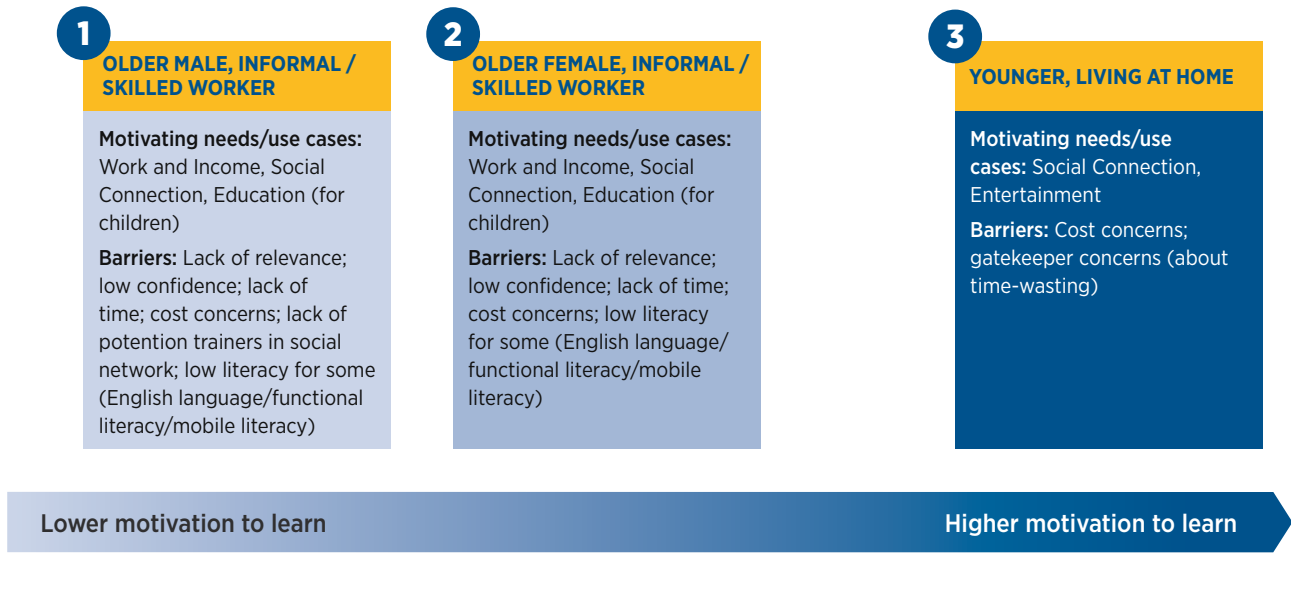 1
OLDER MALE, INFORMAL /
SKILLED WORKER
Motivating needs/use cases:
Work and Income, Social
Connection, Education (for
children)
Barriers: Lack of relevance;
low confidence; lack of
time; cost concerns; lack of
potention trainers in social
network; low literacy for some
(English language/functional
literacy/mobile literacy)
2
OLDER FEMALE, INFORMAL /
SKILLED WORKER
Motivating needs/use cases:
Work and Income, Social
Connection, Education (for
children)
Barriers: Lack of relevance;
low confidence; lack of time;
cost concerns; low literacy
for some (English language/
functional literacy/mobile
literacy)
3
YOUNGER, LIVING AT HOME
Motivating needs/use
cases: Social Connection,
Entertainment
Barriers: Cost concerns;
gatekeeper concerns (about
time-wasting)
Lower motivation to learn
Higher motivation to learn